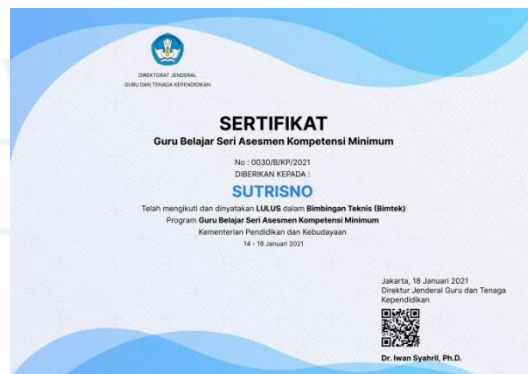 DIREKTORAT JENDERAL
GURU DAN TENAGA KEPENDIDIKAN
SERTIFIKAT
Guru Belajar Seri Asesmen Kompetensi Minimum
No : 0030/B/KP/2021
DIBERIKAN KEPADA :
SUTRISNO
Telah mengikuti dan dinyatakan LULUS dalam Bimbingan Teknis (Bimtek)
Program Guru Belajar Seri Asesmen Kompetensi Minimum
Kementerian Pendidikan dan Kebudayaan
14 - 18 Januari 2021
Jakarta, 18 Januari 2021
Direktur Jenderal Guru dan Tenaga
Kependidikan
Dr. Iwan Syahril, Ph.D.